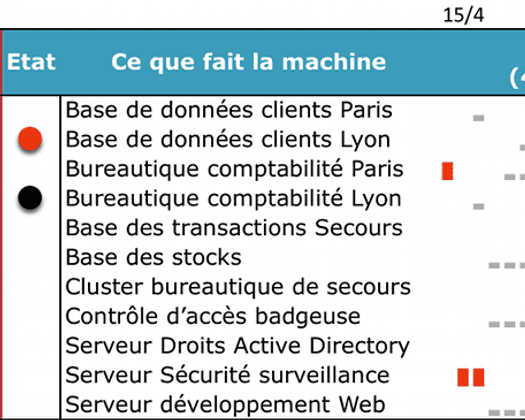 15/4
Etat Ce que fait la machine (4
Base de données clients Paris
Base de données clients Lyon
Bureautique comptabilité Paris
Bureautique comptabilité Lyon
Base des transactions Secours
Base des stocks
Cluster bureautique de secours
Contrôle d’accès badgeuse
Serveur Droits Active Directory
Serveur Sécurité surveillance
Serveur développement Web